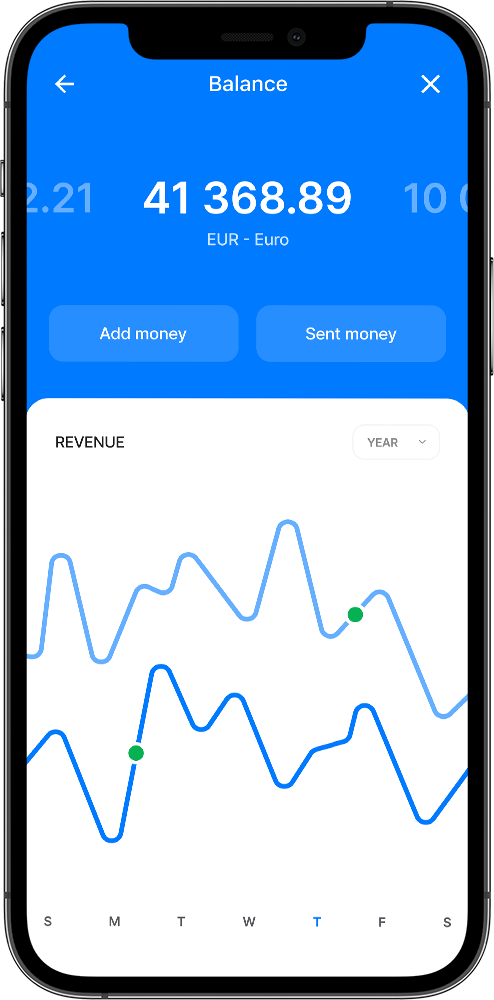 Balance
2.21 41 368.89 10 0
EUR - Euro
Add money Sent money
REVENUE YEAR
S M T W T F S